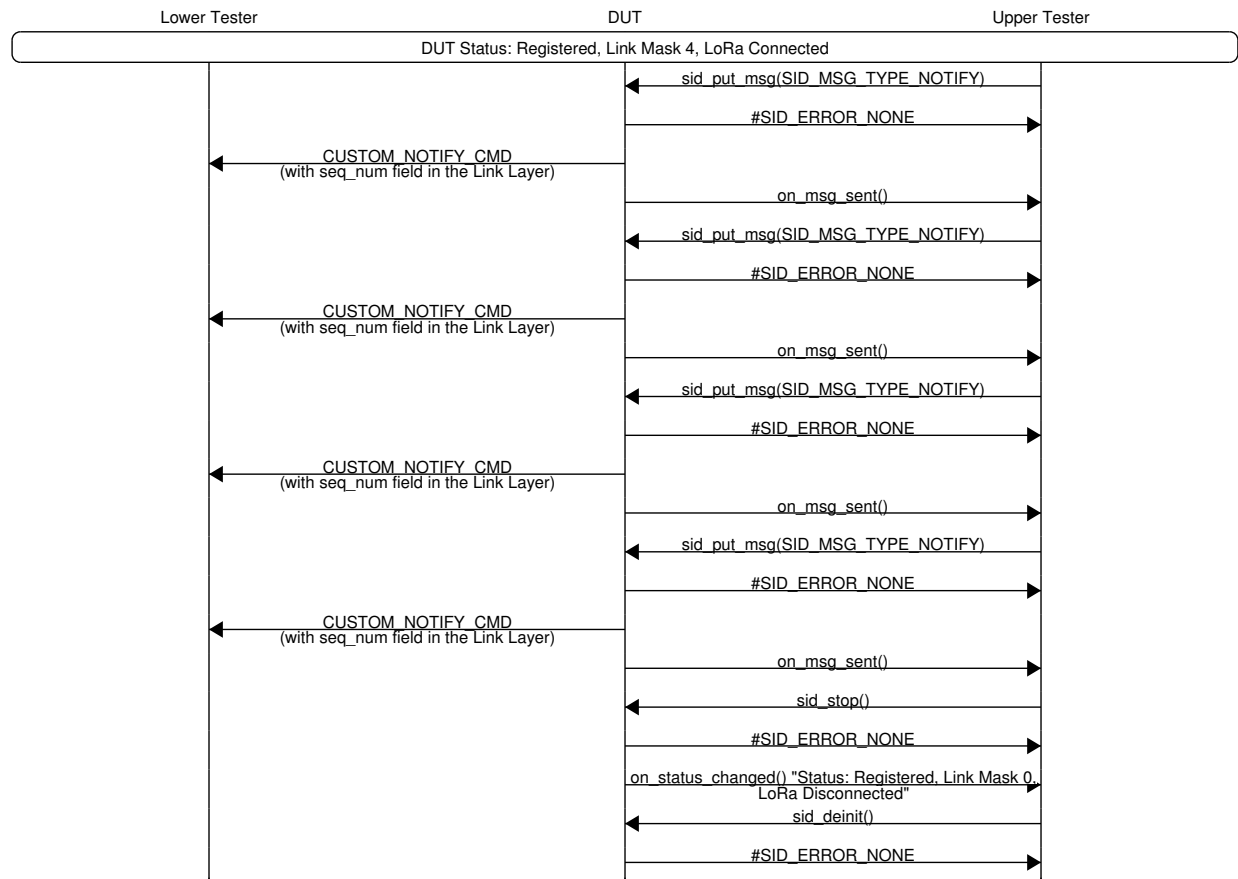 Lower Tester DUT Upper Tester
DUT Status: Registered, Link Mask 4, LoRa Connected
sid_put_msg(SID_MSG_TYPE_NOTIFY)
#SID_ERROR_NONE
CUSTOM_NOTIFY_CMD
(with seq_num field in the Link Layer)
on_msg_sent()
sid_put_msg(SID_MSG_TYPE_NOTIFY)
#SID_ERROR_NONE
CUSTOM_NOTIFY_CMD
(with seq_num field in the Link Layer)
on_msg_sent()
sid_put_msg(SID_MSG_TYPE_NOTIFY)
#SID_ERROR_NONE
CUSTOM_NOTIFY_CMD
(with seq_num field in the Link Layer)
on_msg_sent()
sid_put_msg(SID_MSG_TYPE_NOTIFY)
#SID_ERROR_NONE
CUSTOM_NOTIFY_CMD
(with seq_num field in the Link Layer)
on_msg_sent()
sid_stop()
#SID_ERROR_NONE
on_status_changed() "Status: Registered, Link Mask 0,
LoRa Disconnected"
sid_deinit()
#SID_ERROR_NONE